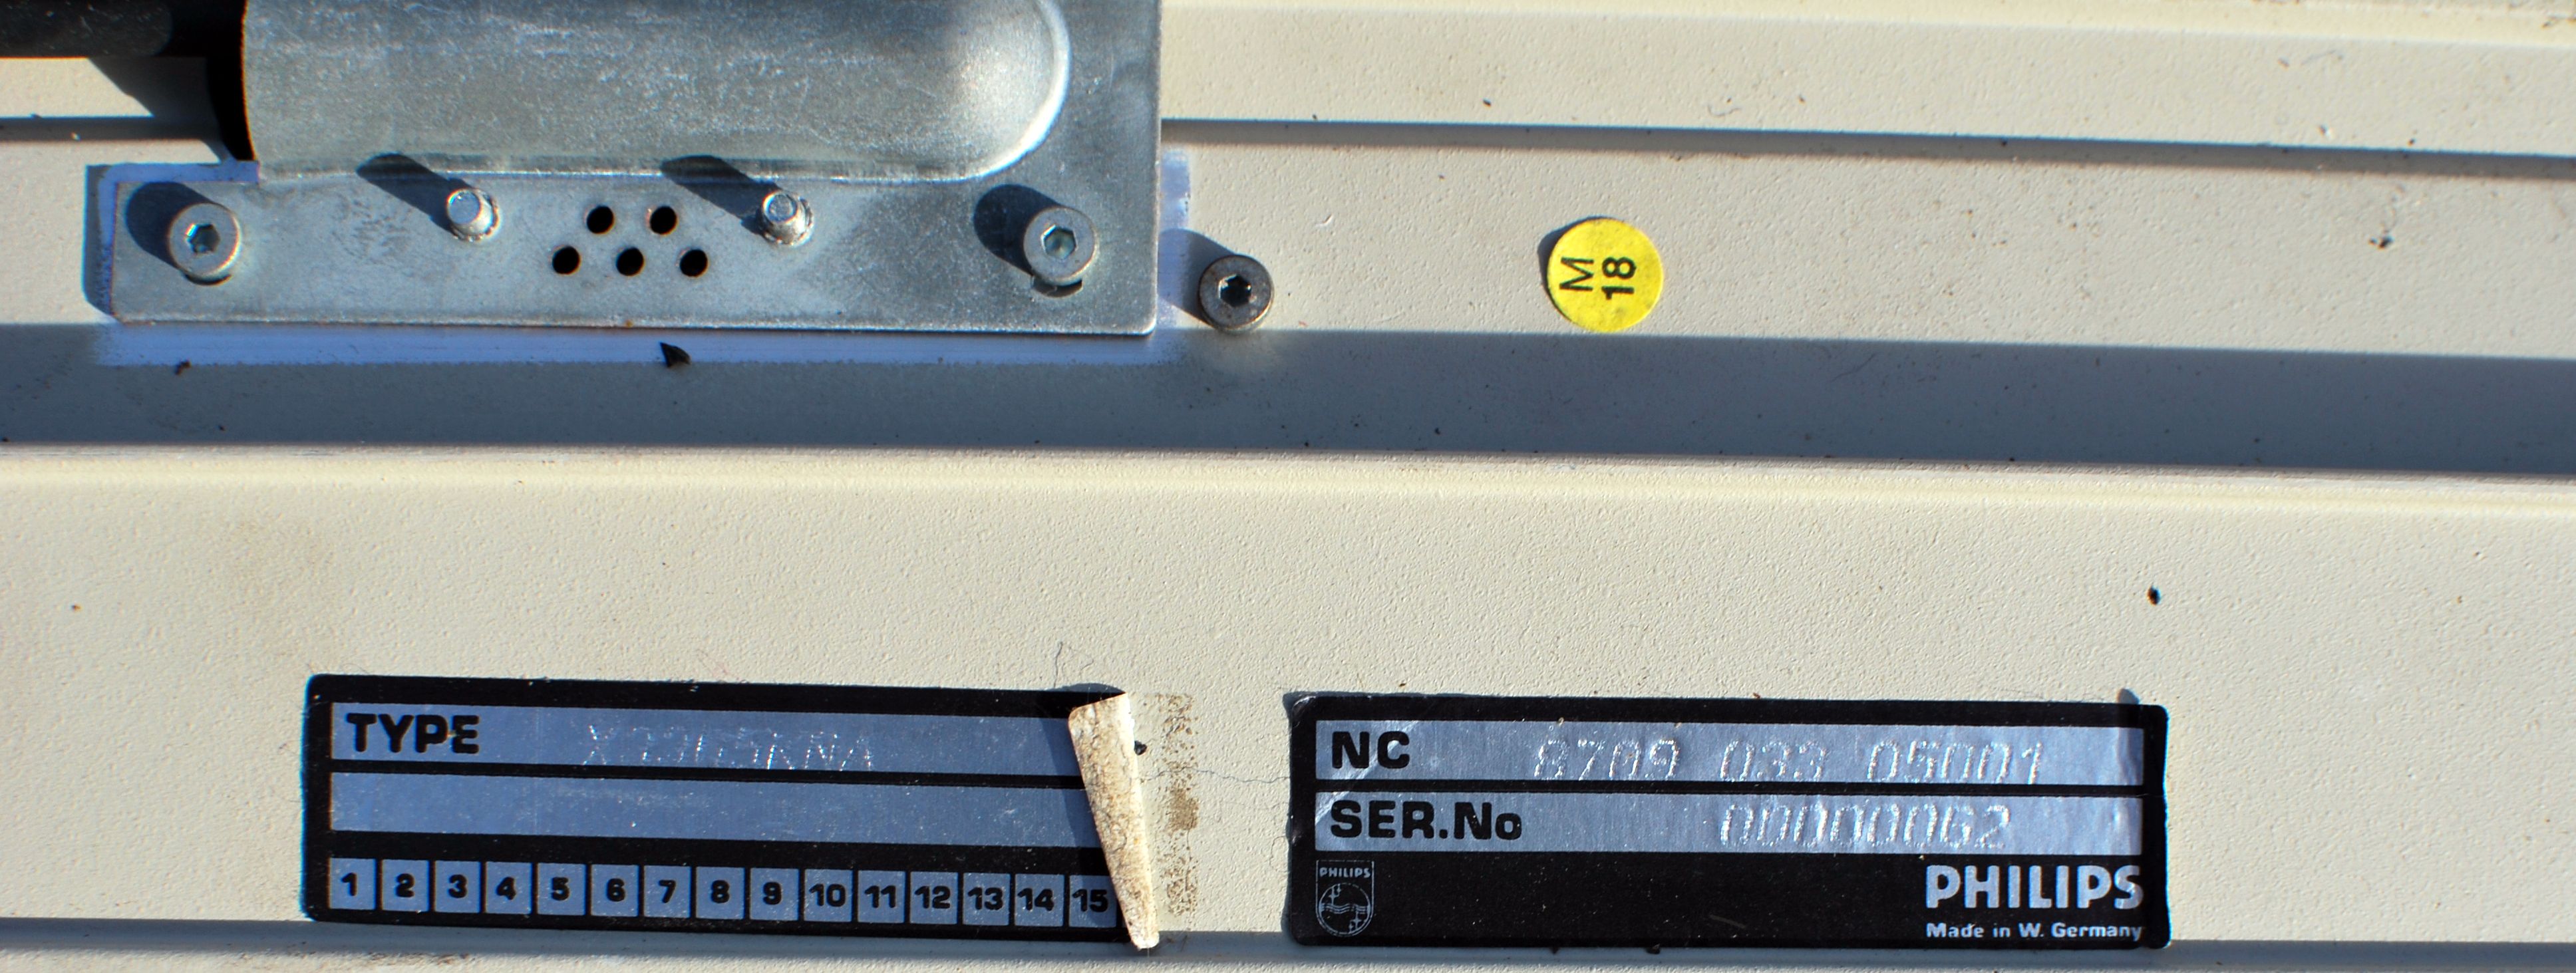 M
18
TYPE
1 2 3 4 5 6 7 8 9 10 11 12 13 14 15
NC 8709 033 05001
SER.No 00000062
PHILIPS
PHILIPS
Made in W. Germany